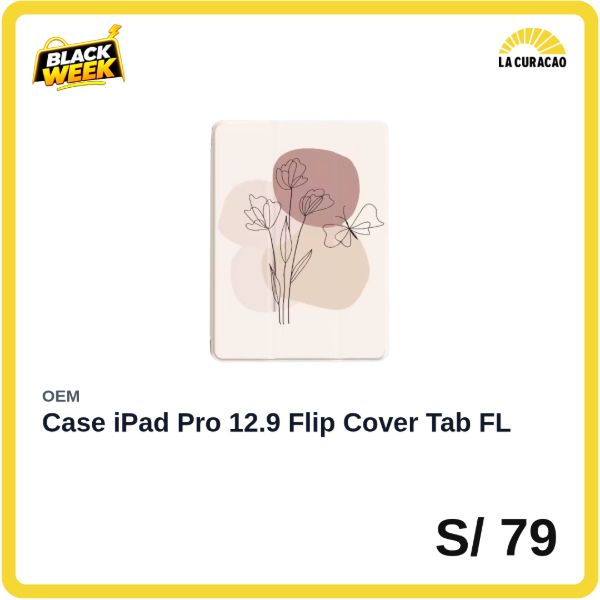 BLACK
WEEK
LA CURACAO
OEM
Case iPad Pro 12.9 Flip Cover Tab FL
S/ 79